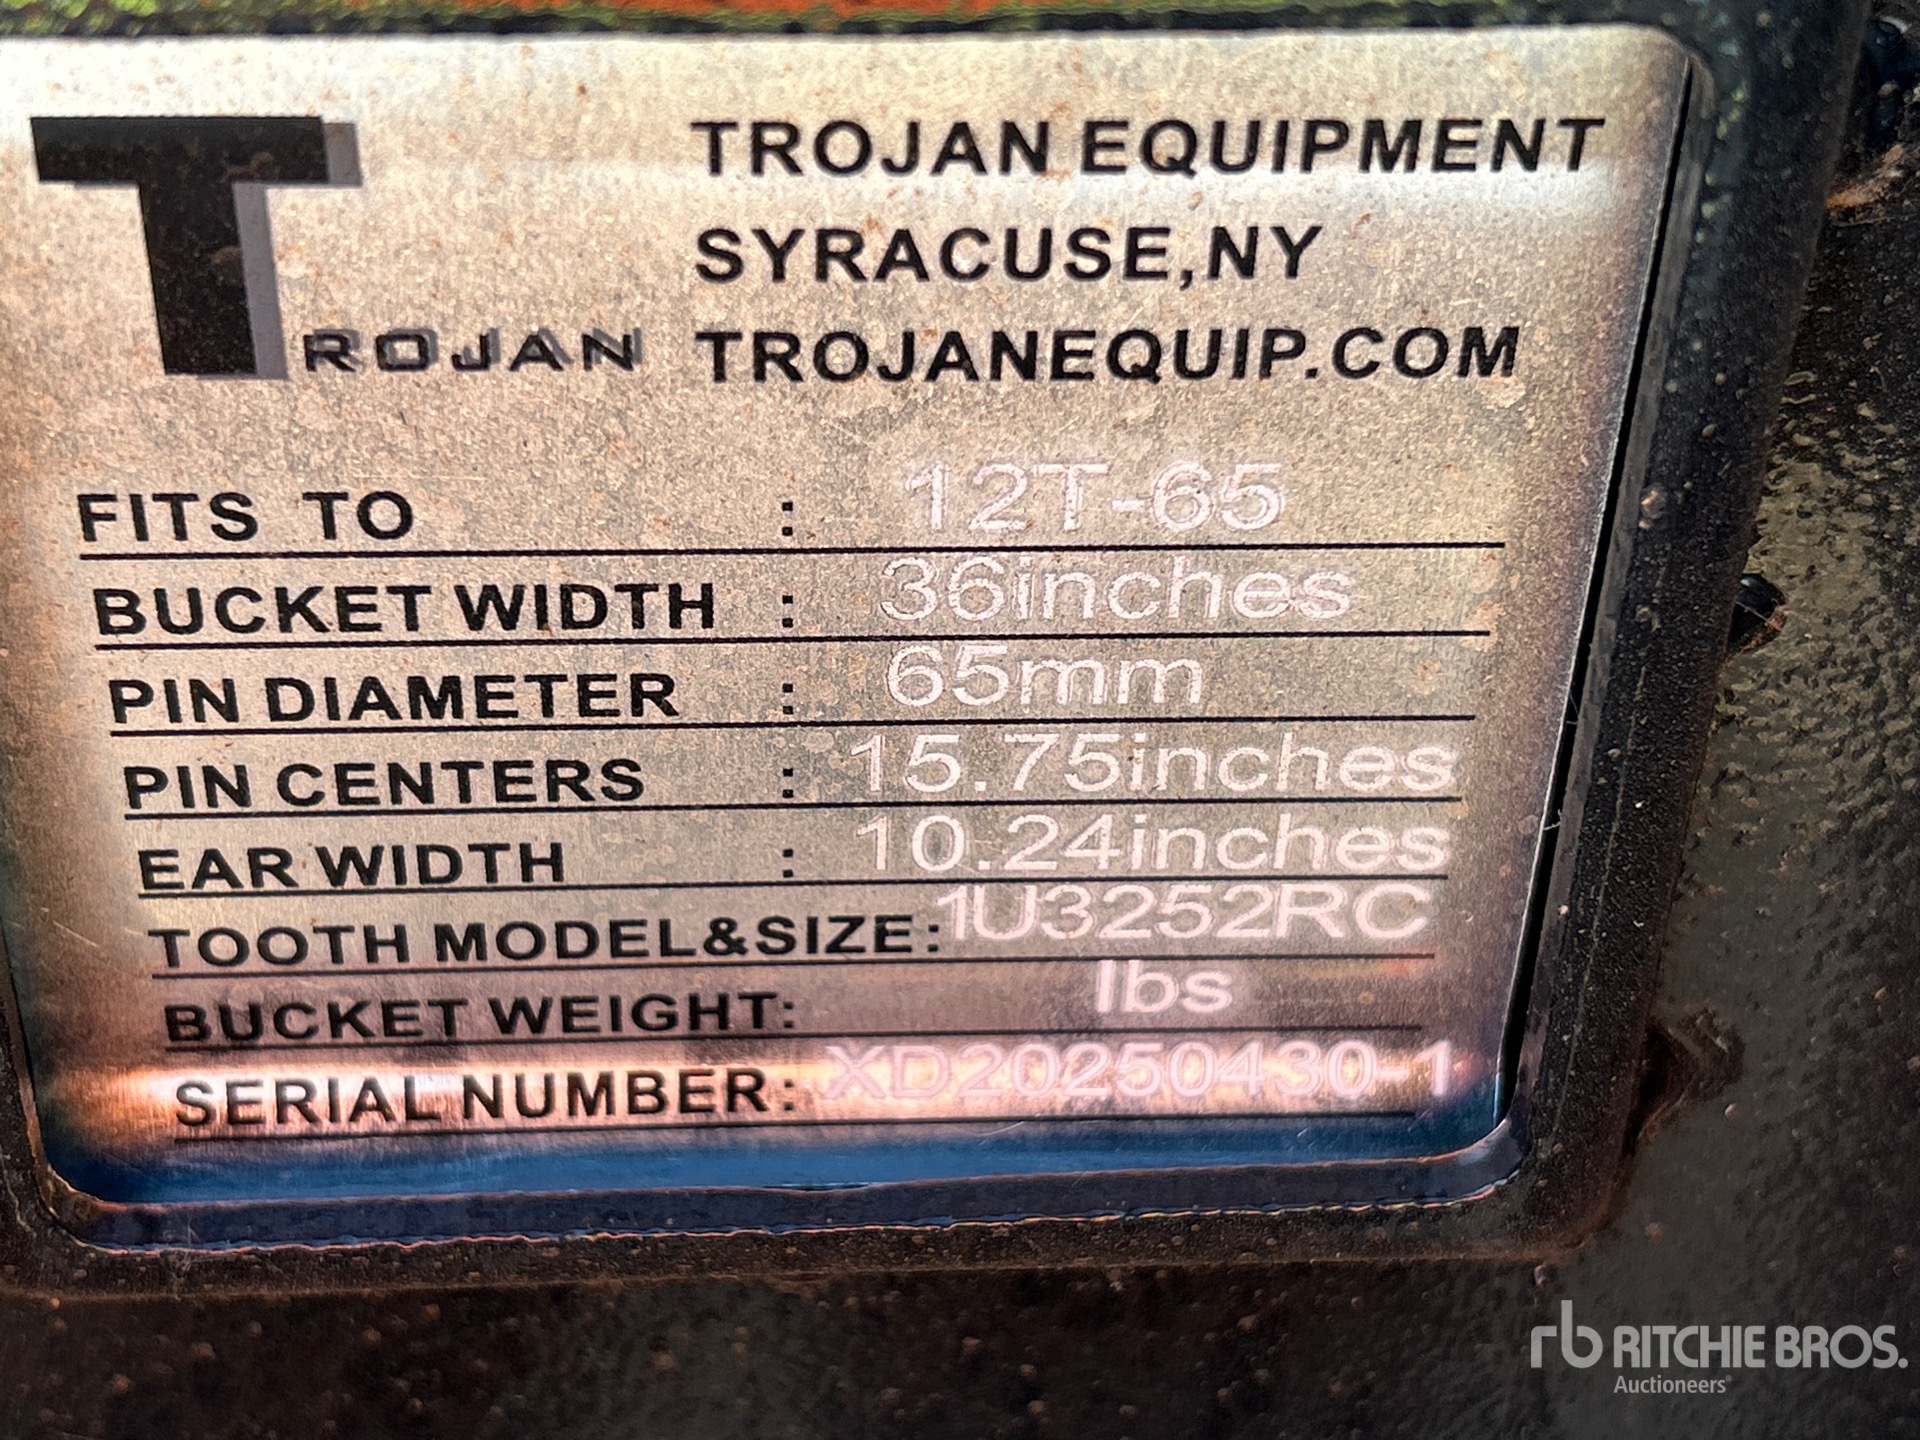 TROJAN
TROJAN EQUIPMENT
SYRACUSE,NY
TROJANEQUIP.COM
FITS TO : 12T-65
BUCKET WIDTH : 36inches
PIN DIAMETER : 65mm
PIN CENTERS : 15.75inches
EAR WIDTH : 10.24inches
TOOTH MODEL&SIZE: 1U3252RC
BUCKET WEIGHT: lbs
SERIAL NUMBER: XD20250430-1
rb RITCHIE BROS.
Auctioneers®